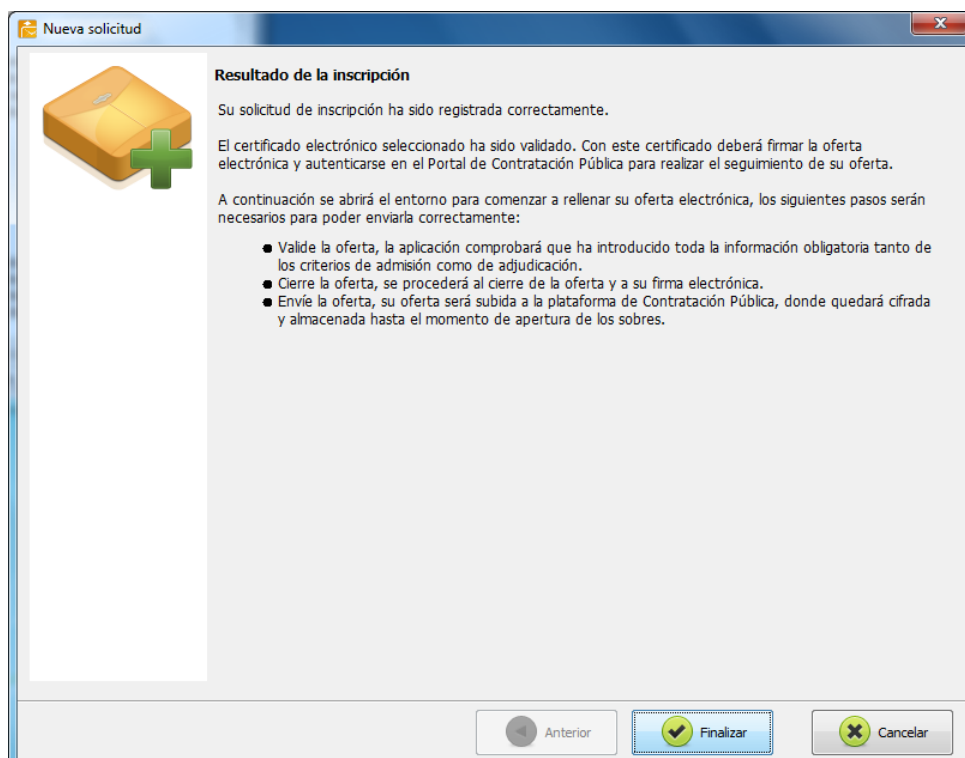 Nueva solicitud
Resultado de la inscripción
Su solicitud de inscripción ha sido registrada correctamente.
El certificado electrónico seleccionado ha sido validado. Con este certificado deberá firmar la oferta
electrónica y autenticarse en el Portal de Contratación Pública para realizar el seguimiento de su oferta.
A continuación se abrirá el entorno para comenzar a rellenar su oferta electrónica, los siguientes pasos serán
necesarios para poder enviarla correctamente:
● Valide la oferta, la aplicación comprobará que ha introducido toda la información obligatoria tanto de
los criterios de admisión como de adjudicación.
● Cierre la oferta, se procederá al cierre de la oferta y a su firma electrónica.
● Envíe la oferta, su oferta será subida a la plataforma de Contratación Pública, donde quedará cifrada
y almacenada hasta el momento de apertura de los sobres.
Anterior
Finalizar
Cancelar